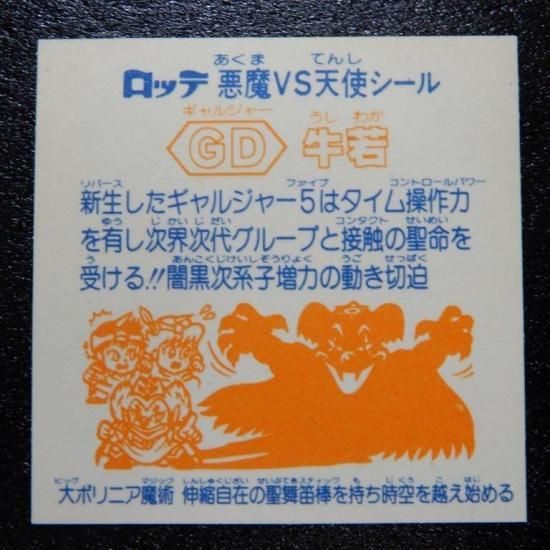 あくま てんし
ロッテ 悪魔VS天使シール
ギャルジャー うし わか
GD 牛若
リバース ファイブ コントロールパワー
新生したギャルジャー5はタイム操作力
ゆう じかいじだい コンタクト せいめい
を有し次界次代グループと接触の聖命を
う あんこくじけいしぞうりょく うご せっぱく
受ける!!闇黒次系子増力の動き切迫
ビッグ マジック しんしゅくじざい せいぶてきスティック も じくう こ はじ
大ポリニア魔術 伸縮自在の聖舞笛棒を持ち時空を越え始める